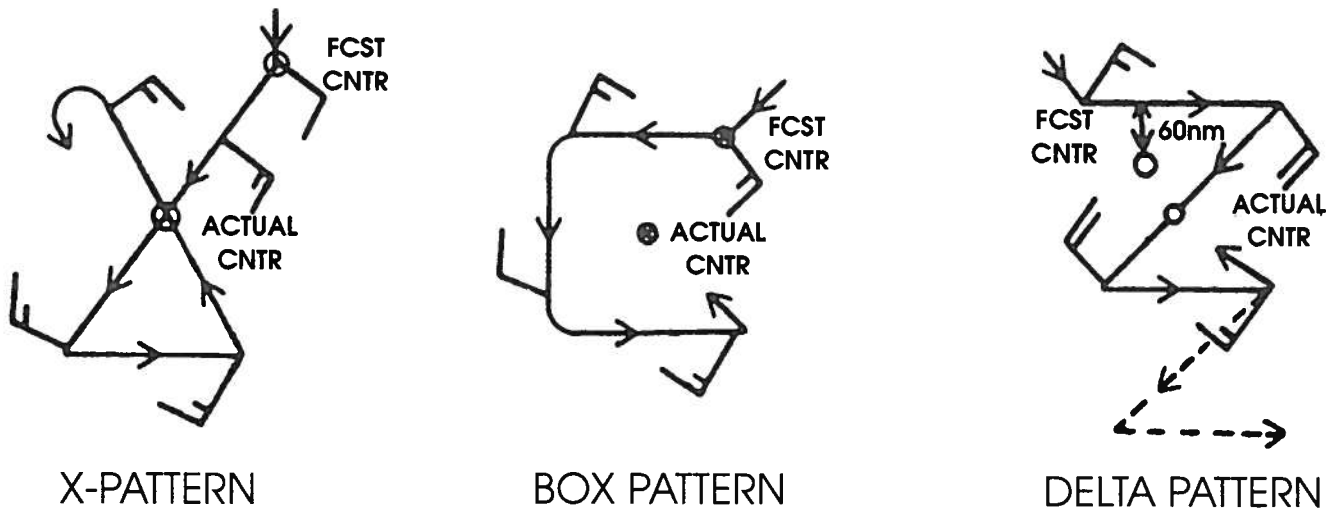 FCST
CNTR
ACTUAL
CNTR
X-PATTERN
FCST
CNTR
ACTUAL
CNTR
BOX PATTERN
FCST
CNTR
60nm
ACTUAL
CNTR
DELTA PATTERN